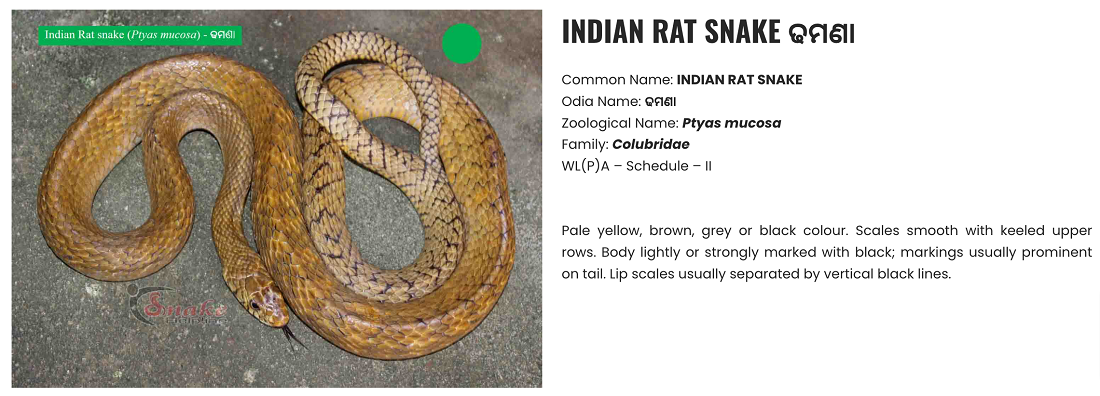 Indian Rat snake (Ptyas mucosa) - ଢମଣା
Snake
INDIAN RAT SNAKE ଢମଣା
Common Name: INDIAN RAT SNAKE
Odia Name: ଢମଣା
Zoological Name: Ptyas mucosa
Family: Colubridae
WL(P)A – Schedule – II
Pale yellow, brown, grey or black colour. Scales smooth with keeled upper
rows. Body lightly or strongly marked with black; markings usually prominent
on tail. Lip scales usually separated by vertical black lines.